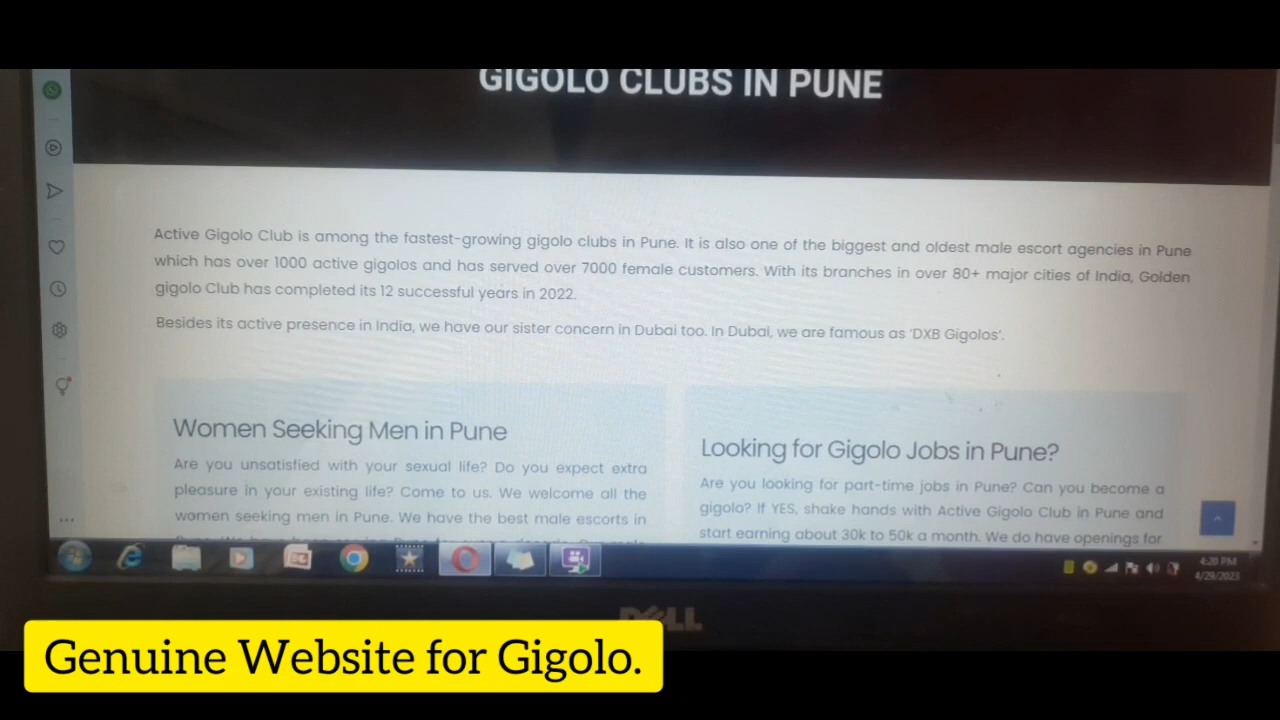 GIGOLO CLUBS IN PUNE
Active Gigolo Club is among the fastest-growing gigolo clubs in Pune. It is also one of the biggest and oldest male escort agencies in Pune
which has over 1000 active gigolos and has served over 7000 female customers. With its branches in over 80+ major cities of India, Golden
gigolo Club has completed its 12 successful years in 2022.
Besides its active presence in India, we have our sister concern in Dubai too. In Dubai, we are famous as 'DXB Gigolos'.
Women Seeking Men in Pune
Are you unsatisfied with your sexual life? Do you expect extra
pleasure in your existing life? Come to us. We welcome all the
women seeking men in Pune. We have the best male escorts in
Looking for Gigolo Jobs in Pune?
Are you looking for part-time jobs in Pune? Can you become a
gigolo? If YES, shake hands with Active Gigolo Club in Pune and
start earning about 30k to 50k a month. We do have openings for
4:20 PM
4/29/2023
DELL
Genuine Website for Gigolo.